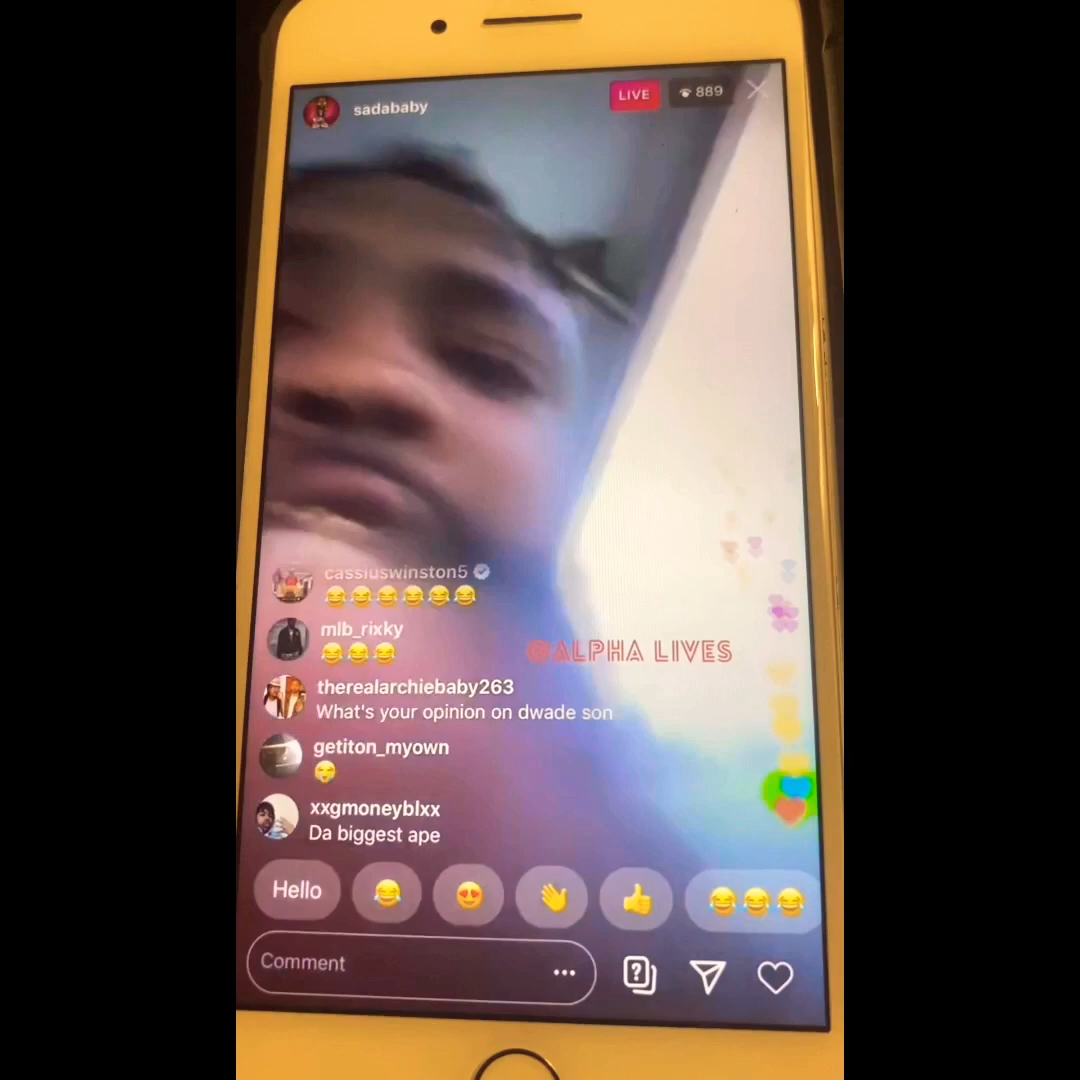 sadababy
LIVE
889
cassiuswinston5
😂😂😂😂😂😂
mlb_rixky
😂😂😂
@ALPHA LIVES
therealarchiebaby263
What's your opinion on dwade son
getiton_myown
😭
xxgmoneyblxx
Da biggest ape
Hello 😂 😍 👋 👍 😂😂😂
Comment